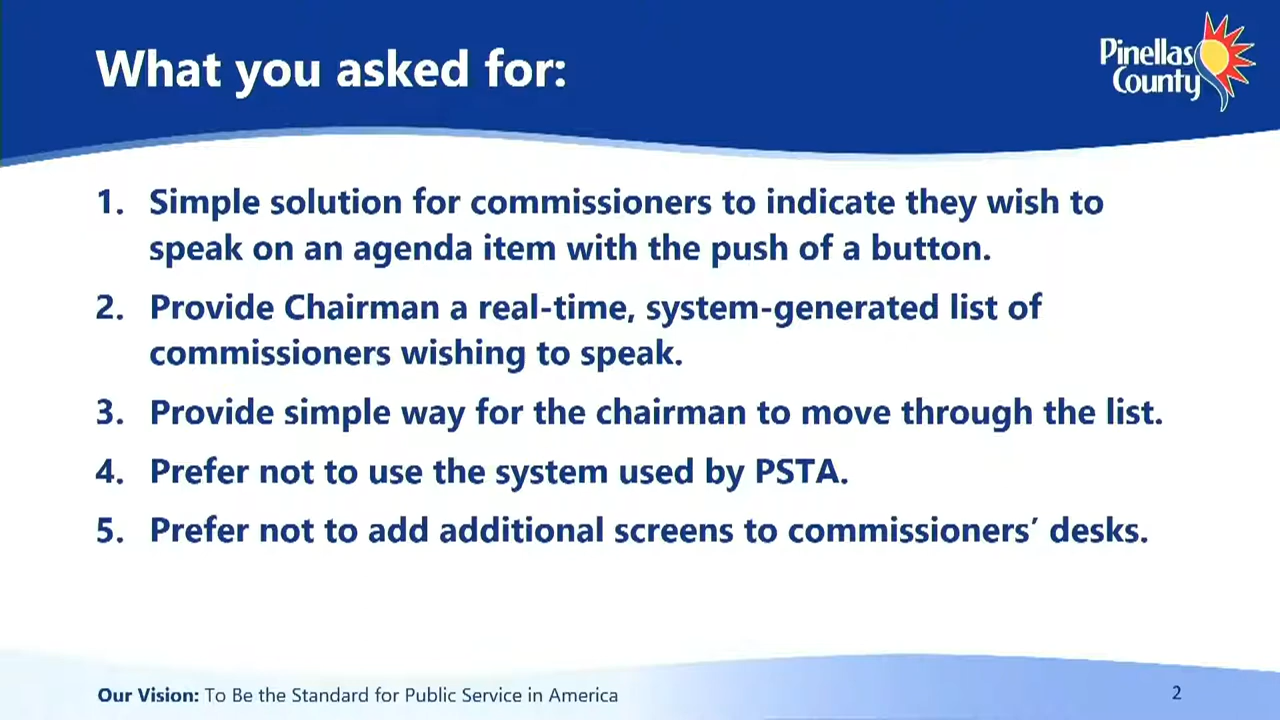 What you asked for:
Pinellas
County
1. Simple solution for commissioners to indicate they wish to
speak on an agenda item with the push of a button.
2. Provide Chairman a real-time, system-generated list of
commissioners wishing to speak.
3. Provide simple way for the chairman to move through the list.
4. Prefer not to use the system used by PSTA.
5. Prefer not to add additional screens to commissioners’ desks.
Our Vision: To Be the Standard for Public Service in America
2